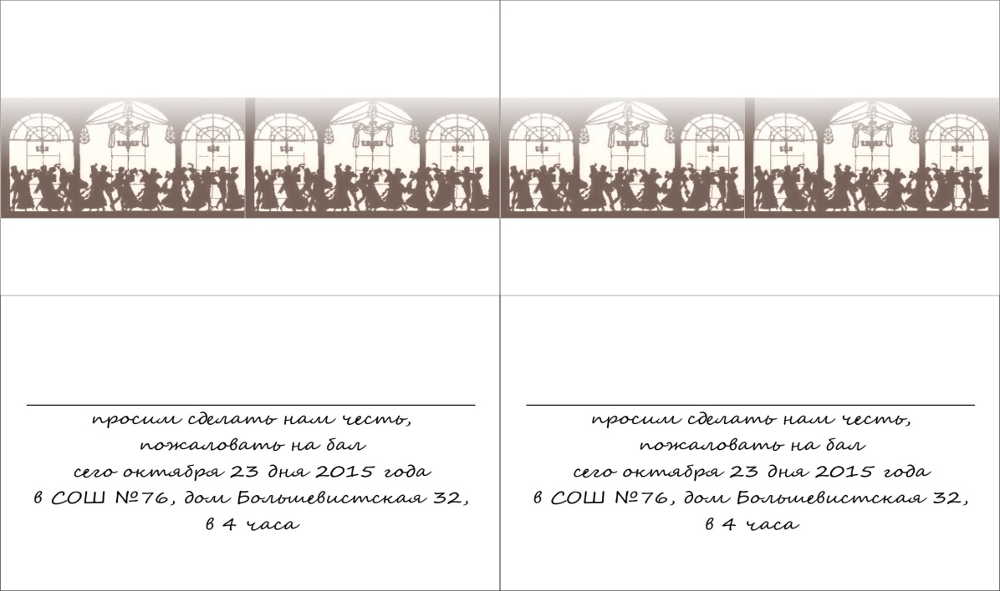 просим сделать нам честь,
пожаловать на бал
сего октября 23 дня 2015 года
в СОШ №76, дом Большевистская 32,
в 4 часа
просим сделать нам честь,
пожаловать на бал
сего октября 23 дня 2015 года
в СОШ №76, дом Большевистская 32,
в 4 часа